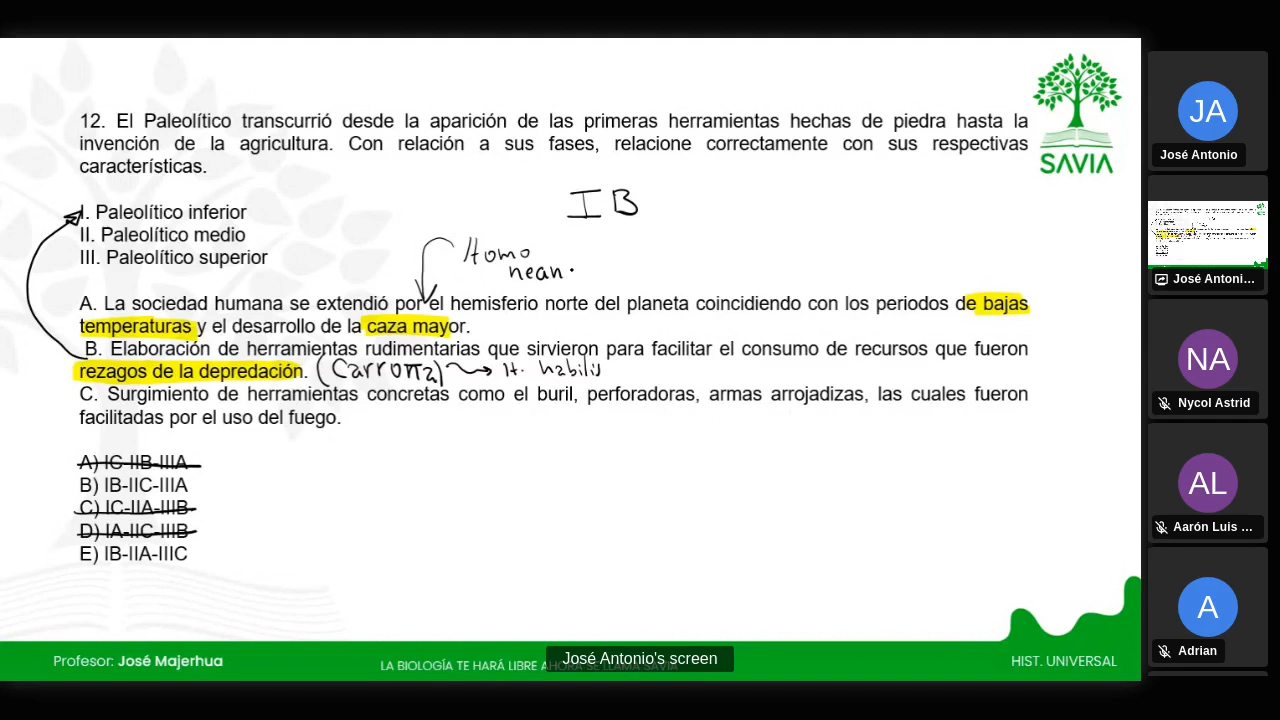 12. El Paleolítico transcurrió desde la aparición de las primeras herramientas hechas de piedra hasta la
invención de la agricultura. Con relación a sus fases, relacione correctamente con sus respectivas
características.
SAVIA
I B
I. Paleolítico inferior
II. Paleolítico medio
III. Paleolítico superior
Homo
nean.
A. La sociedad humana se extendió por el hemisferio norte del planeta coincidiendo con los periodos de bajas
temperaturas y el desarrollo de la caza mayor.
B. Elaboración de herramientas rudimentarias que sirvieron para facilitar el consumo de recursos que fueron
rezagos de la depredación. (Carroña) H. habilis
C. Surgimiento de herramientas concretas como el buril, perforadoras, armas arrojadizas, las cuales fueron
facilitadas por el uso del fuego.
A) IC-IIB-IIIA
B) IB-IIC-IIIA
C) IC-IIA-IIIB
D) IA-IIC-IIIB
E) IB-IIA-IIIC
Profesor: José Majerhua
LA BIOLOGÍA TE HARÁ LIBRE AHORA SE LLAMA SAVIA
José Antonio's screen
HIST. UNIVERSAL
JA
José Antonio
José Antoni...
NA
Nycol Astrid
AL
Aarón Luis ...
A
Adrian